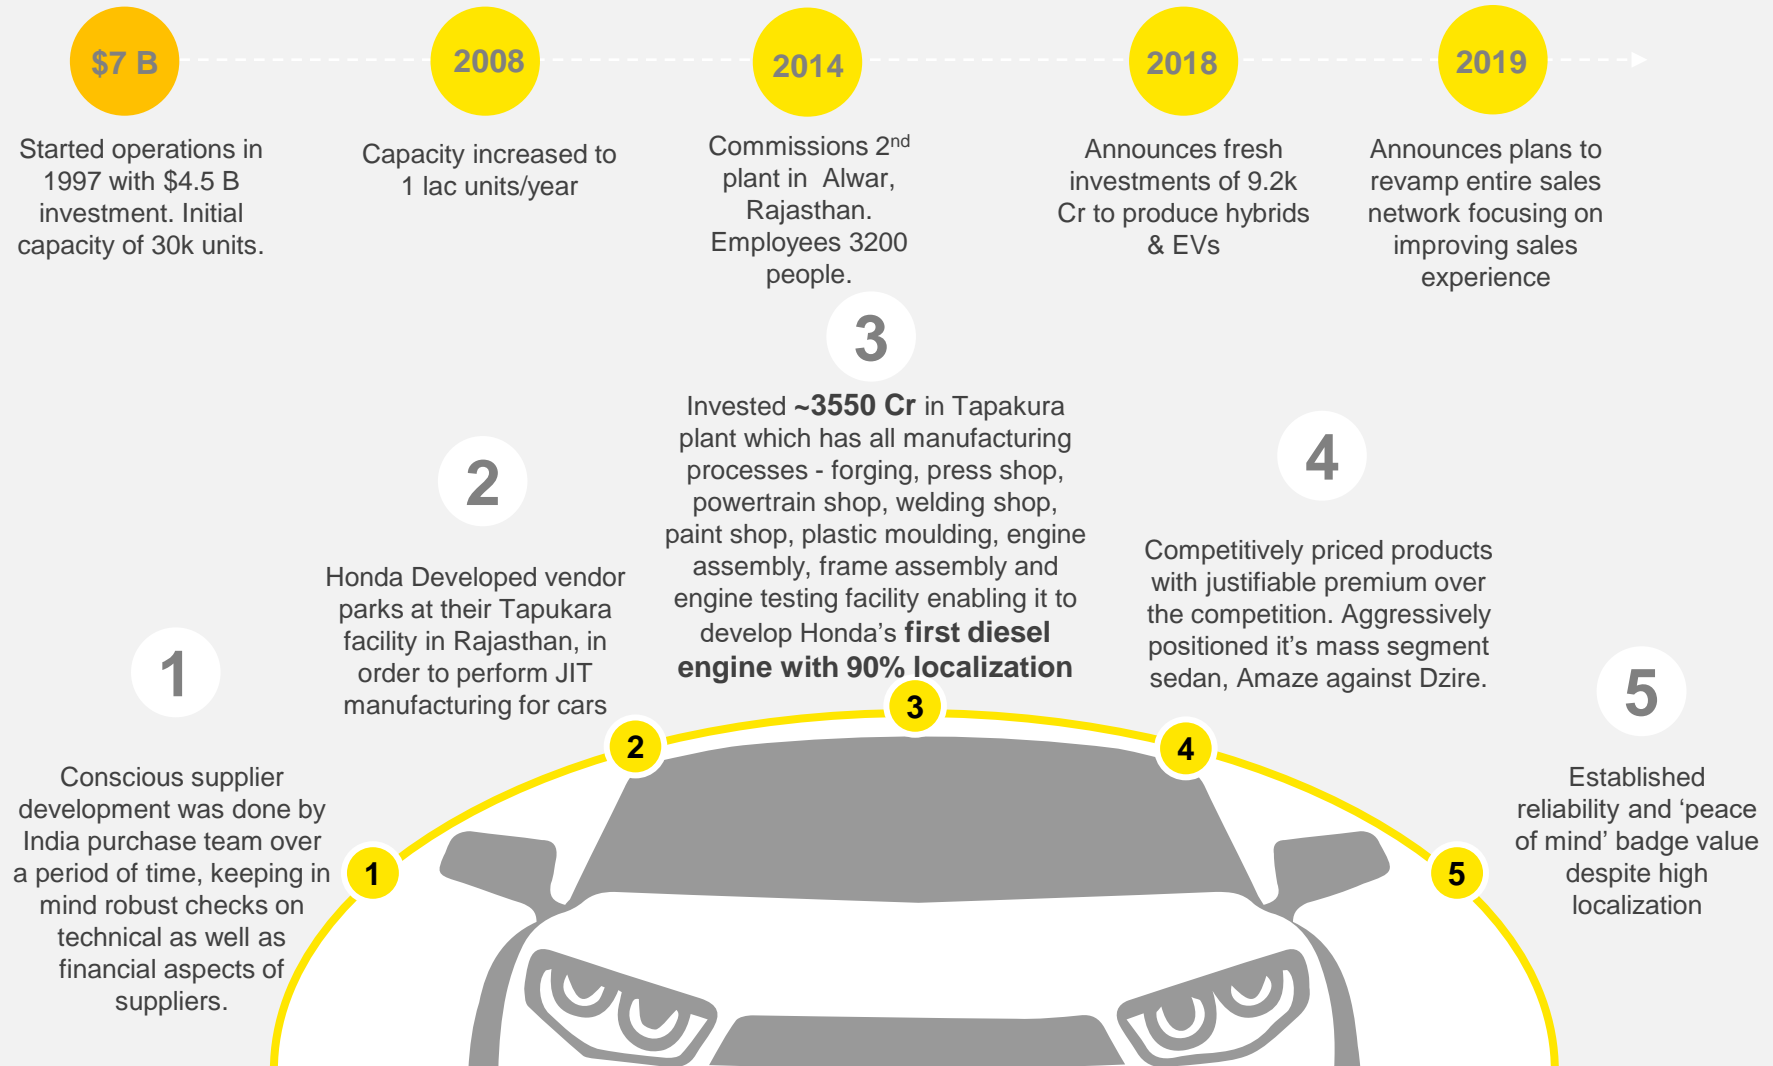 $7 B
2008
2014
2018
2019
Started operations in
1997 with $4.5 B
investment. Initial
capacity of 30k units.
Capacity increased to
1 lac units/year
Commissions 2nd
plant in Alwar,
Rajasthan.
Employees 3200
people.
Announces fresh
investments of 9.2k
Cr to produce hybrids
& EVs
Announces plans to
revamp entire sales
network focusing on
improving sales
experience
1
Conscious supplier
development was done by
India purchase team over
a period of time, keeping in
mind robust checks on
technical as well as
financial aspects of
suppliers.
2
Honda Developed vendor
parks at their Tapukara
facility in Rajasthan, in
order to perform JIT
manufacturing for cars
3
Invested ~3550 Cr in Tapakura
plant which has all manufacturing
processes - forging, press shop,
powertrain shop, welding shop,
paint shop, plastic moulding, engine
assembly, frame assembly and
engine testing facility enabling it to
develop Honda's first diesel
engine with 90% localization
4
Competitively priced products
with justifiable premium over
the competition. Aggressively
positioned it's mass segment
sedan, Amaze against Dzire.
5
Established
reliability and ‘peace
of mind’ badge value
despite high
localization
1
2
3
4
5